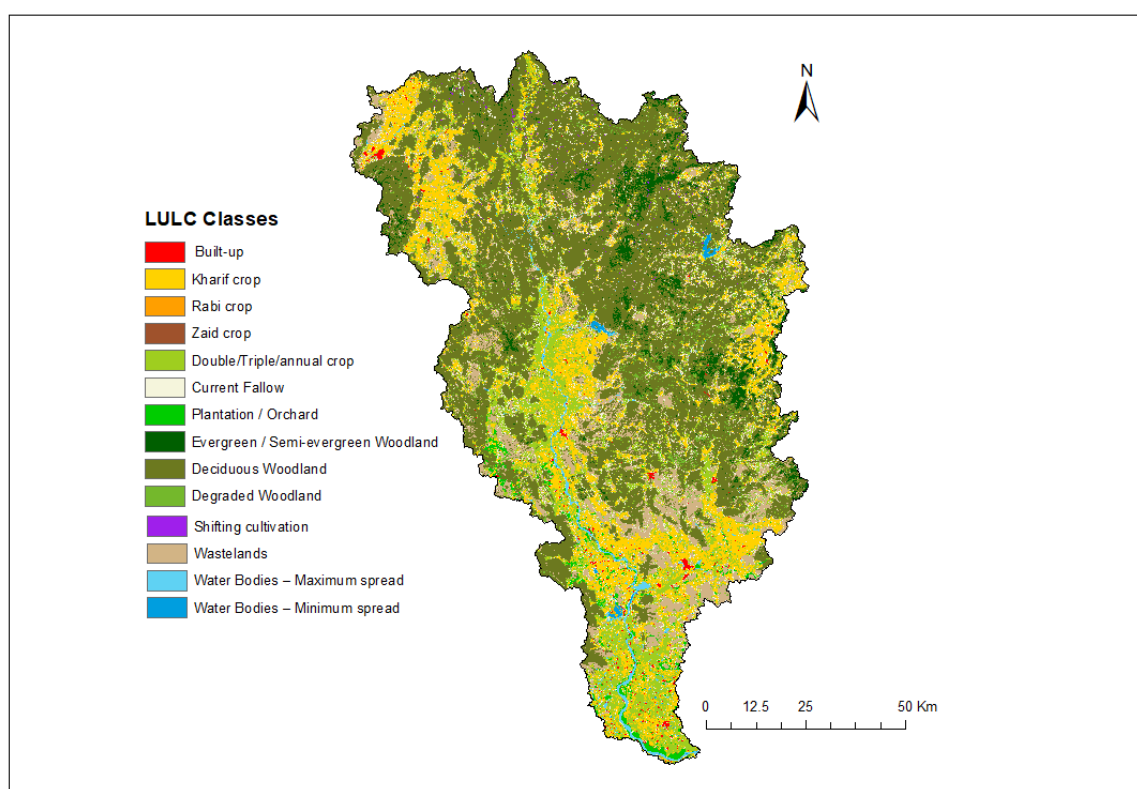 N
LULC Classes
Built-up
Kharif crop
Rabi crop
Zaid crop
Double/Triple/annual crop
Current Fallow
Plantation / Orchard
Evergreen / Semi-evergreen Woodland
Deciduous Woodland
Degraded Woodland
Shifting cultivation
Wastelands
Water Bodies – Maximum spread
Water Bodies – Minimum spread
0 12.5 25 50 Km